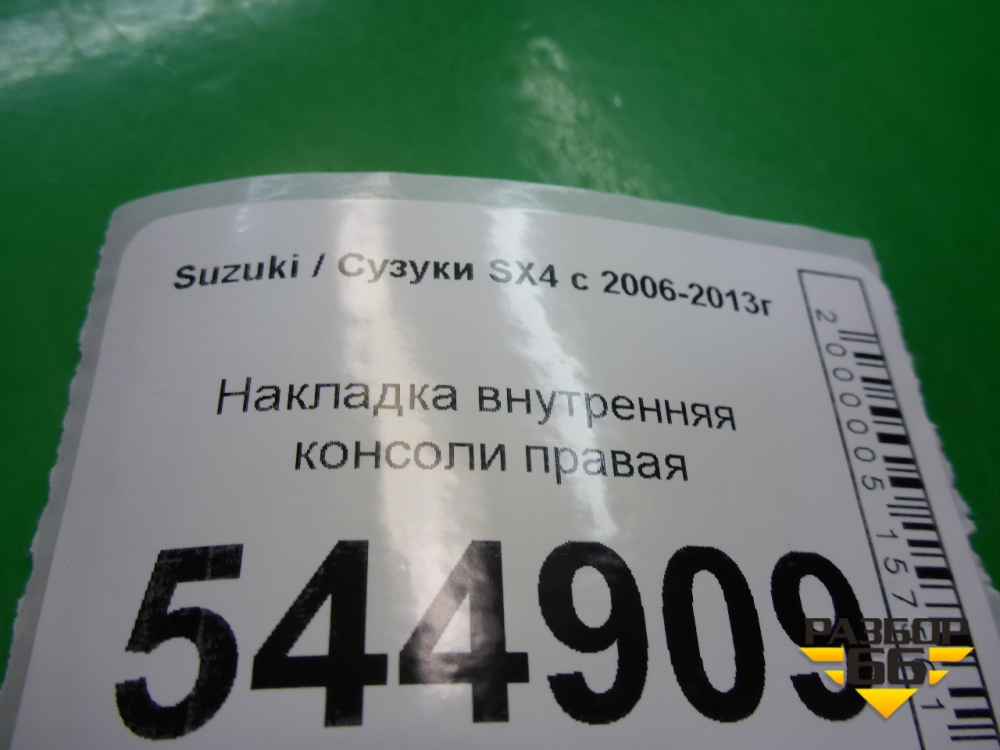 Suzuki / Сузуки SX4 с 2006-2013г
Накладка внутренняя
консоли правая
544909
РАЗБОР
66